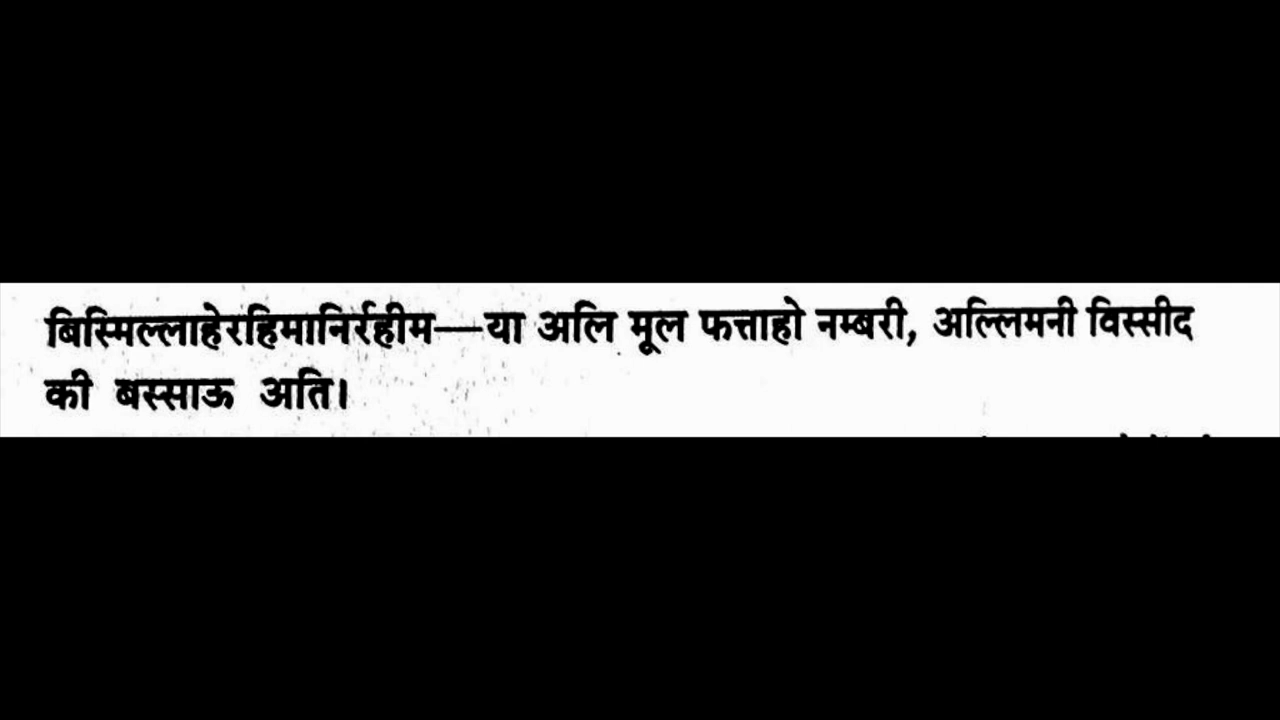 बिस्मिल्लाहेरहिमानिर्रहीम—या अलि मूल फत्ताहो नम्बरी, अल्लिमनी विस्सीद
की बस्साऊ अति।